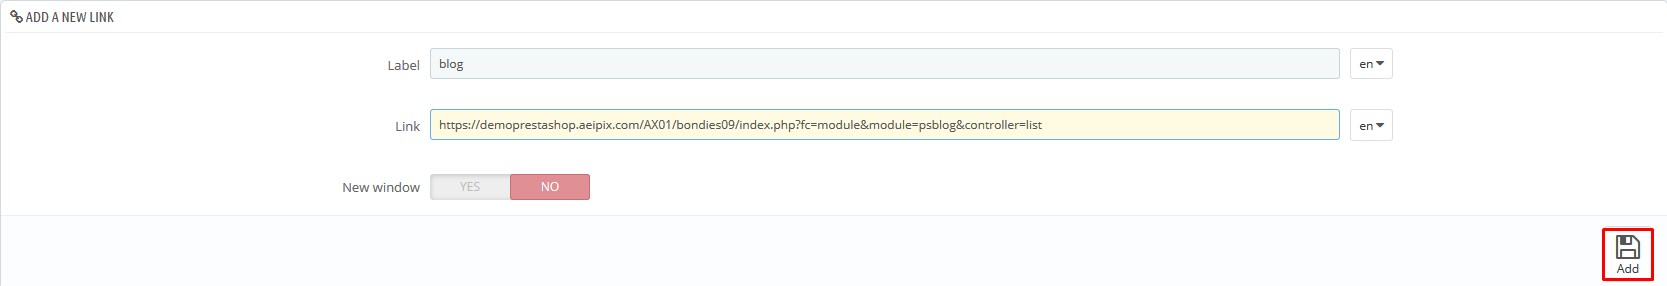 ADD A NEW LINK
Label blog en
Link https://demoprestashop.aeipix.com/AX01/bondies09/index.php?fc=module&module=psblog&controller=list en
New window YES NO
Add